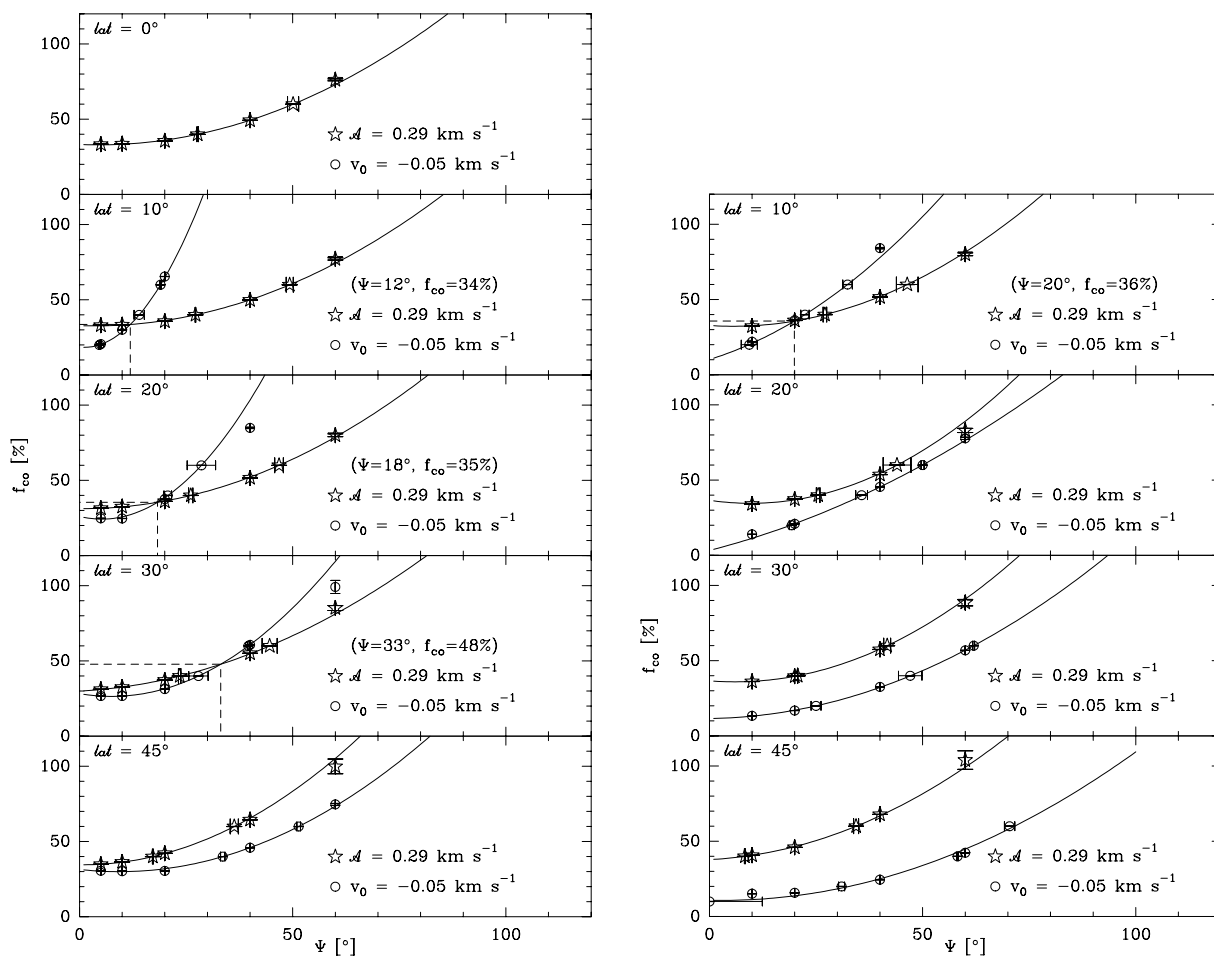 lat = 0°
100
50
0
☆ 𝒜 = 0.29 km s⁻¹
○ v₀ = −0.05 km s⁻¹
lat = 10°
100
50
0
(Ψ=12°, f_co=34%)
☆ 𝒜 = 0.29 km s⁻¹
○ v₀ = −0.05 km s⁻¹
lat = 20°
100
50
0
(Ψ=18°, f_co=35%)
☆ 𝒜 = 0.29 km s⁻¹
○ v₀ = −0.05 km s⁻¹
lat = 30°
100
50
0
(Ψ=33°, f_co=48%)
☆ 𝒜 = 0.29 km s⁻¹
○ v₀ = −0.05 km s⁻¹
lat = 45°
100
50
0
☆ 𝒜 = 0.29 km s⁻¹
○ v₀ = −0.05 km s⁻¹
0 50 100
Ψ [°]
f_co [%]
lat = 10°
100
50
0
(Ψ=20°, f_co=36%)
☆ 𝒜 = 0.29 km s⁻¹
○ v₀ = −0.05 km s⁻¹
lat = 20°
100
50
0
☆ 𝒜 = 0.29 km s⁻¹
○ v₀ = −0.05 km s⁻¹
lat = 30°
100
50
0
☆ 𝒜 = 0.29 km s⁻¹
○ v₀ = −0.05 km s⁻¹
lat = 45°
100
50
0
☆ 𝒜 = 0.29 km s⁻¹
○ v₀ = −0.05 km s⁻¹
0 50 100
Ψ [°]
f_co [%]